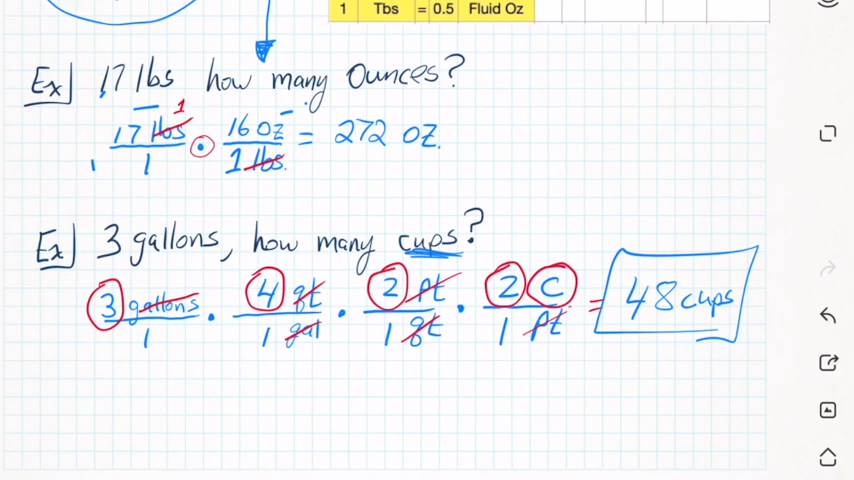 1 Tbs = 0.5 Fluid Oz
Ex] 17 lbs how many Ounces?
1
17 lbs/1 · 16 oz/1 lbs. = 272 oz.
Ex] 3 gallons, how many cups?
3 gallons/1 · 4 qt/1 gal · 2 pt/1 qt · 2 C/1 pt = 48 cups